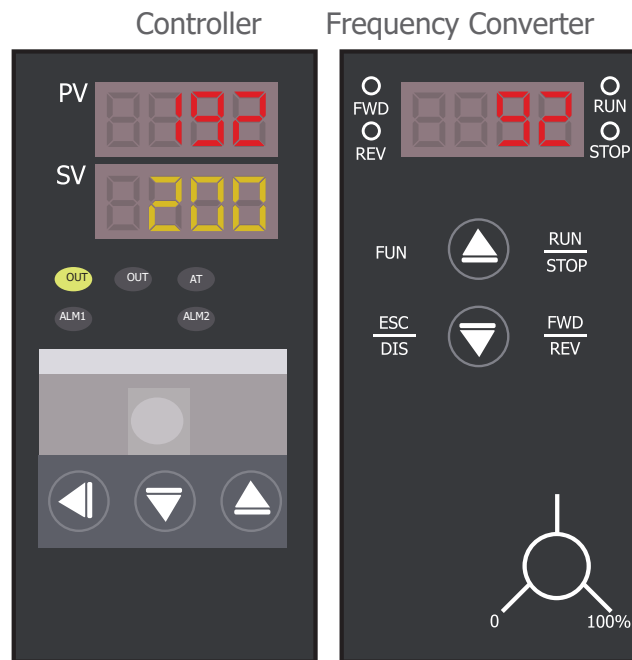 Controller
PV 192
SV 200
OUT OUT AT
ALM1 ALM2
Frequency Converter
FWD 92 RUN
REV STOP
FUN RUN
STOP
ESC FWD
DIS REV
0 100%